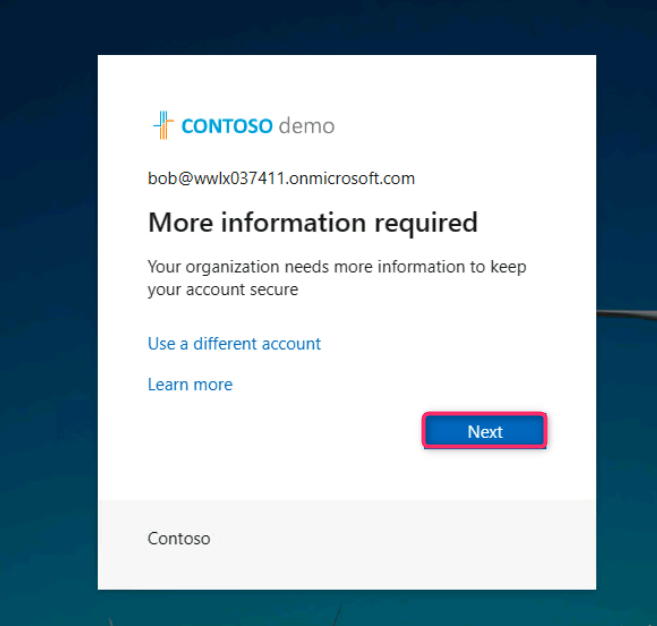 CONTOSO demo
bob@wwlx037411.onmicrosoft.com
More information required
Your organization needs more information to keep
your account secure
Use a different account
Learn more
Next
Contoso